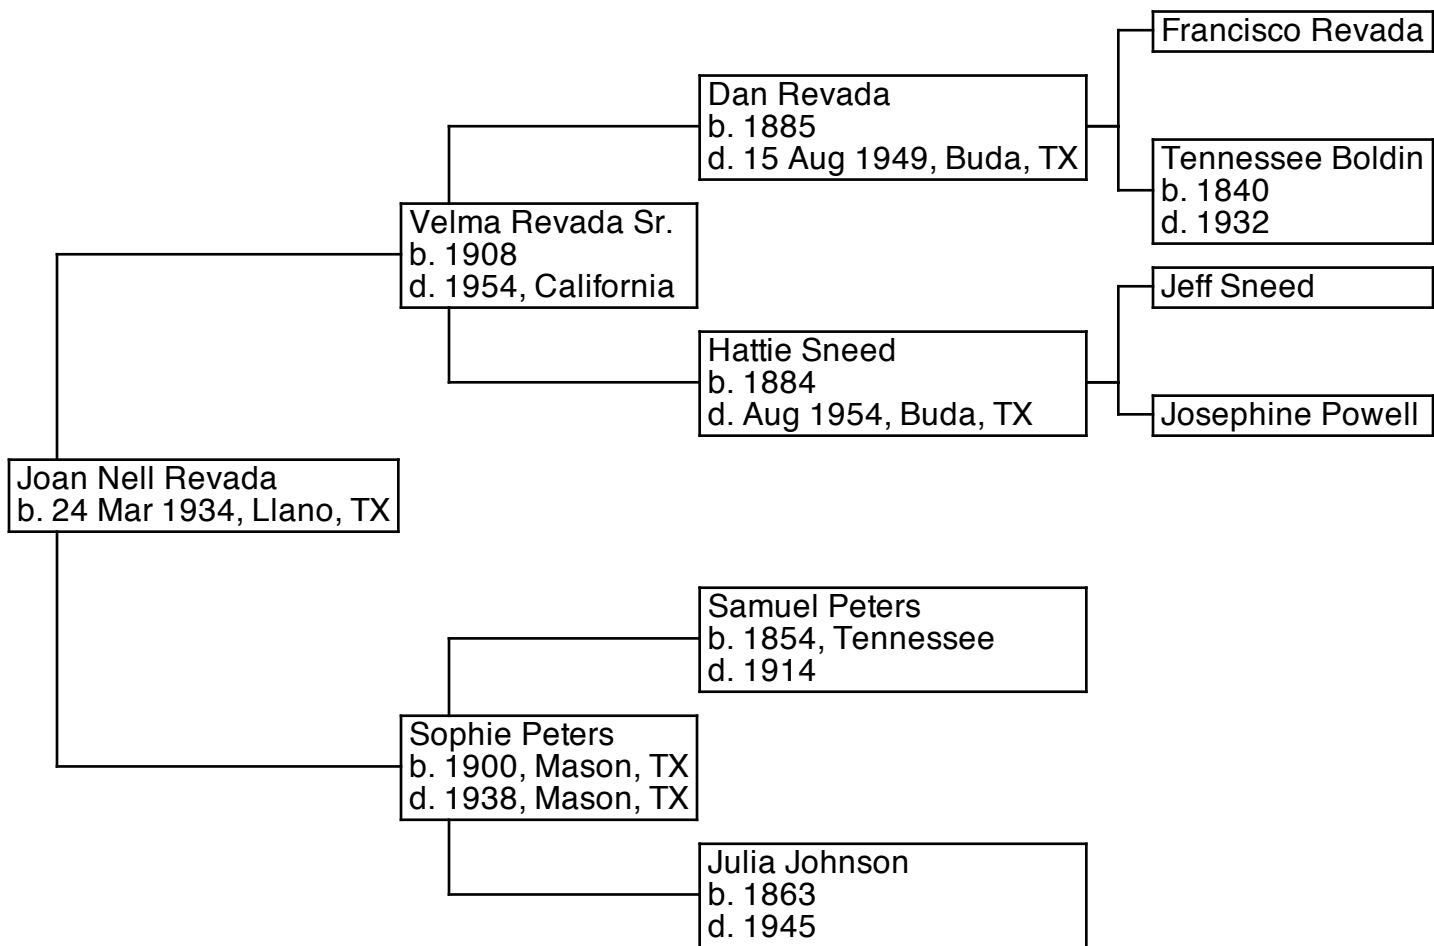 Francisco Revada
Dan Revada
b. 1885
d. 15 Aug 1949, Buda, TX
Tennessee Boldin
b. 1840
d. 1932
Velma Revada Sr.
b. 1908
d. 1954, California
Jeff Sneed
Hattie Sneed
b. 1884
d. Aug 1954, Buda, TX
Josephine Powell
Joan Nell Revada
b. 24 Mar 1934, Llano, TX
Samuel Peters
b. 1854, Tennessee
d. 1914
Sophie Peters
b. 1900, Mason, TX
d. 1938, Mason, TX
Julia Johnson
b. 1863
d. 1945